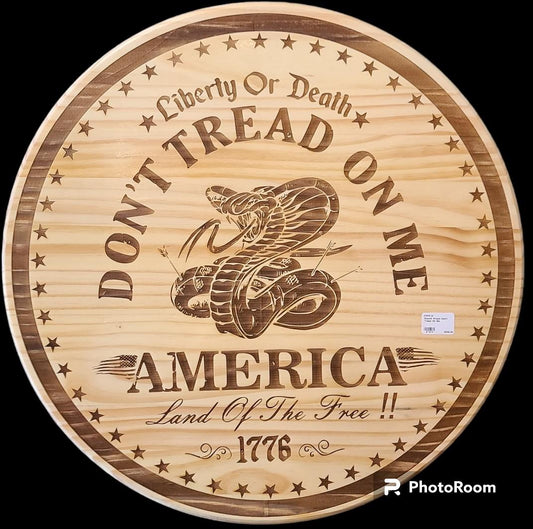 Liberty Or Death
DON'T TREAD ON ME
AMERICA
Land Of The Free !!
1776
PhotoRoom